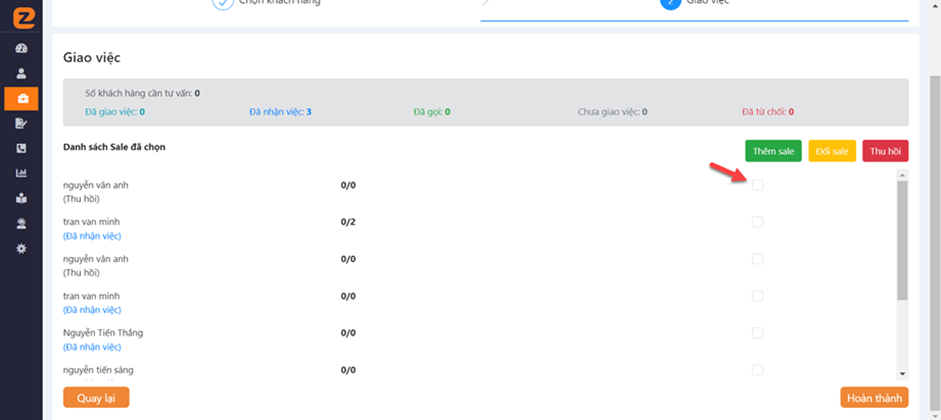 Chọn khách hàng
2
Giao việc
Giao việc
Số khách hàng cần tư vấn: 0
Đã giao việc: 0 Đã nhận việc: 3 Đã gọi: 0 Chưa giao việc: 0 Đã từ chối: 0
Danh sách Sale đã chọn Thêm sale Đổi sale Thu hồi
nguyễn vân anh 0/0
(Thu hồi)
tran van minh 0/2
(Đã nhận việc)
nguyễn vân anh 0/0
(Thu hồi)
tran van minh 0/0
(Đã nhận việc)
Nguyễn Tiến Thắng 0/0
(Đã nhận việc)
nguyễn tiến sáng 0/0
Quay lại Hoàn thành